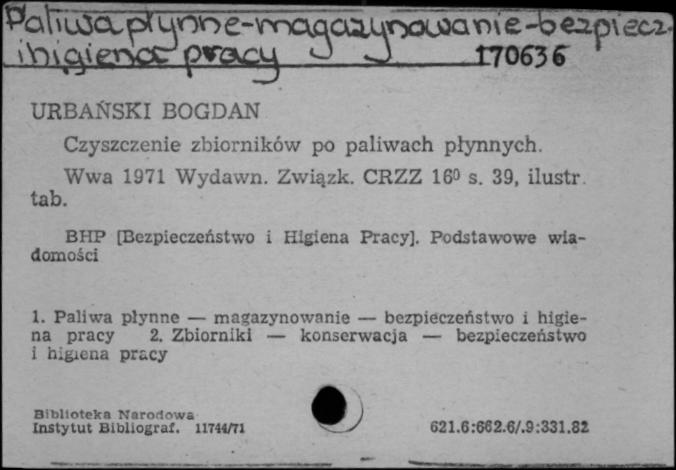 Paliwa płynne-magazynowanie-bezpiecz.
i higiena pracy 170636
URBAŃSKI BOGDAN
Czyszczenie zbiorników po paliwach płynnych.
Wwa 1971 Wydawn. Związk. CRZZ 16⁰ s. 39, ilustr.
tab.
BHP [Bezpieczeństwo i Higiena Pracy]. Podstawowe wia-
domości
1. Paliwa płynne — magazynowanie — bezpieczeństwo i higie-
na pracy 2. Zbiorniki — konserwacja — bezpieczeństwo
i higiena pracy
Biblioteka Narodowa
Instytut Bibliograf. 11744/71 621.6:662.6/.9:331.82